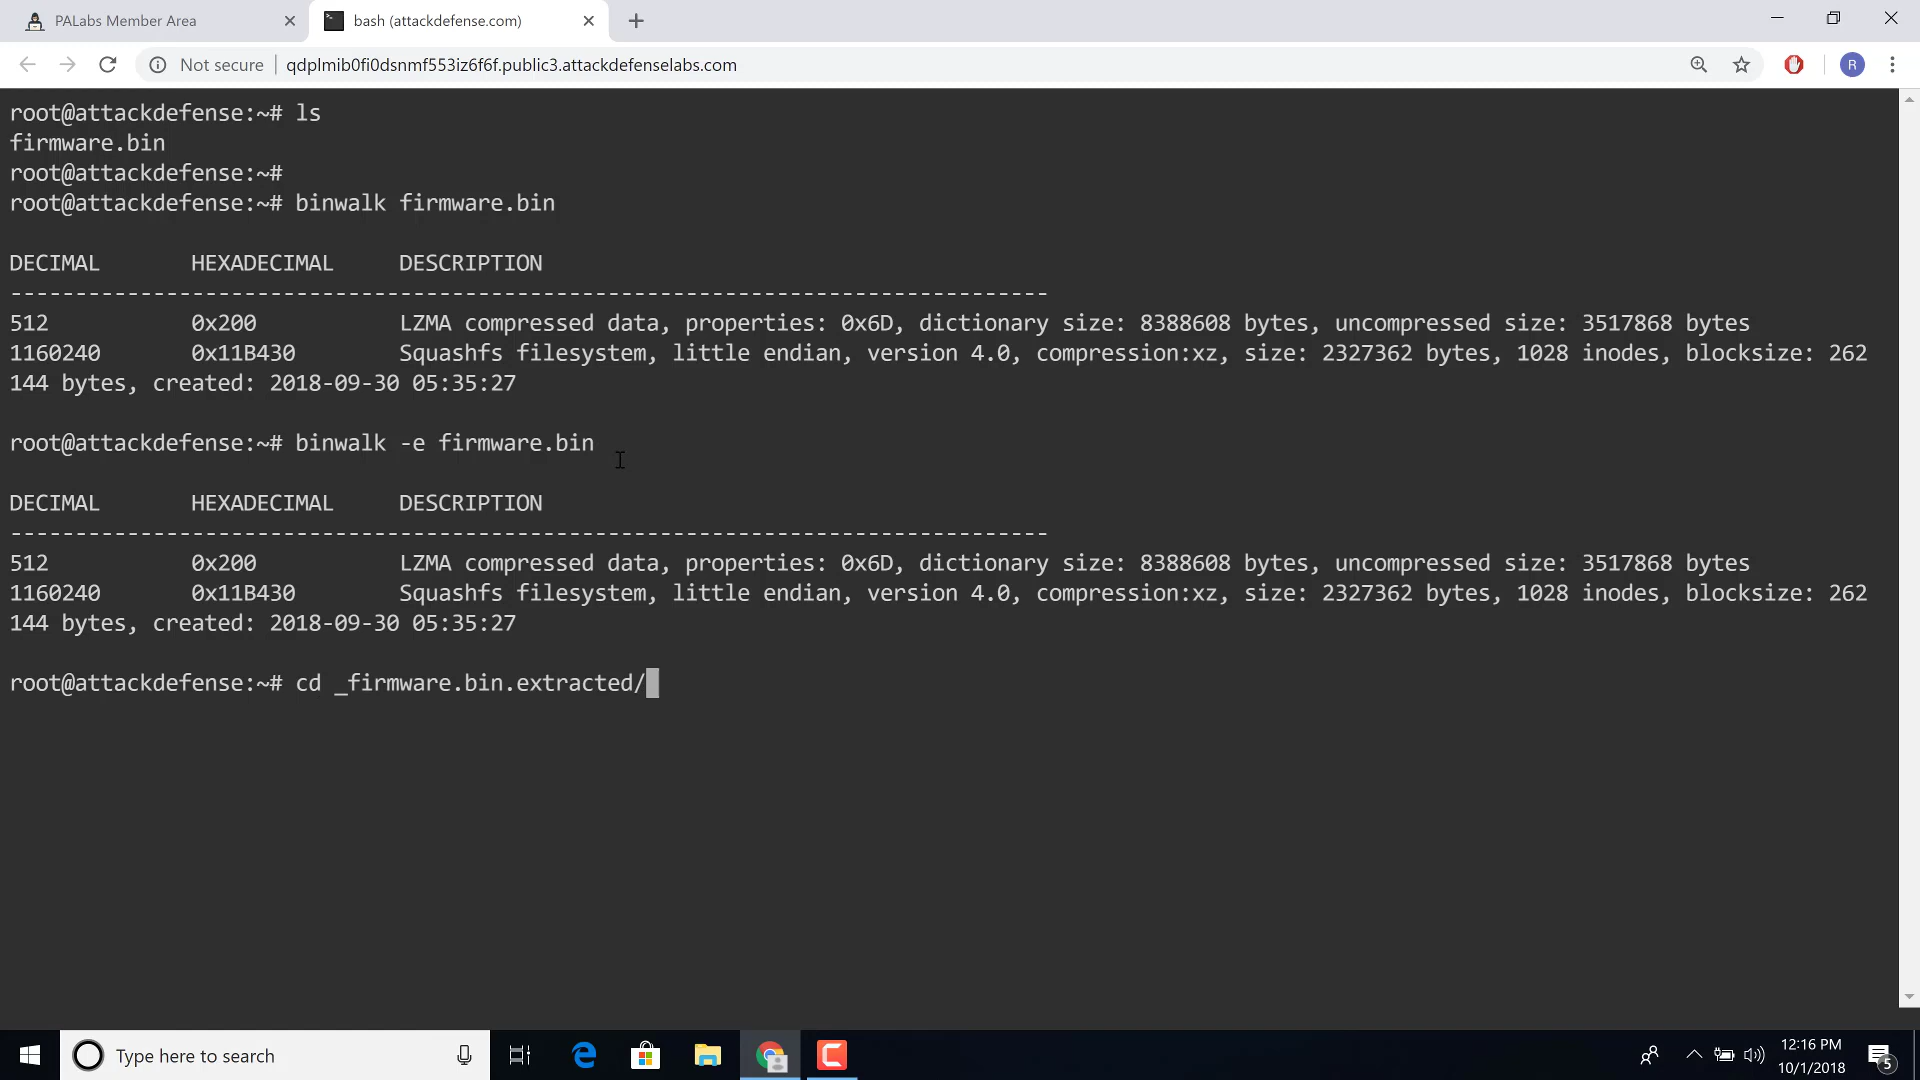 PALabs Member Area
bash (attackdefense.com)
Not secure
qdplmib0fi0dsnmf553iz6f6f.public3.attackdefenselabs.com
R
root@attackdefense:~# ls
firmware.bin
root@attackdefense:~#
root@attackdefense:~# binwalk firmware.bin
DECIMAL       HEXADECIMAL     DESCRIPTION
--------------------------------------------------------------------------------
512           0x200           LZMA compressed data, properties: 0x6D, dictionary size: 8388608 bytes, uncompressed size: 3517868 bytes
1160240       0x11B430        Squashfs filesystem, little endian, version 4.0, compression:xz, size: 2327362 bytes, 1028 inodes, blocksize: 262
144 bytes, created: 2018-09-30 05:35:27
root@attackdefense:~# binwalk -e firmware.bin
DECIMAL       HEXADECIMAL     DESCRIPTION
--------------------------------------------------------------------------------
512           0x200           LZMA compressed data, properties: 0x6D, dictionary size: 8388608 bytes, uncompressed size: 3517868 bytes
1160240       0x11B430        Squashfs filesystem, little endian, version 4.0, compression:xz, size: 2327362 bytes, 1028 inodes, blocksize: 262
144 bytes, created: 2018-09-30 05:35:27
root@attackdefense:~# cd _firmware.bin.extracted/
Type here to search
12:16 PM
10/1/2018
5